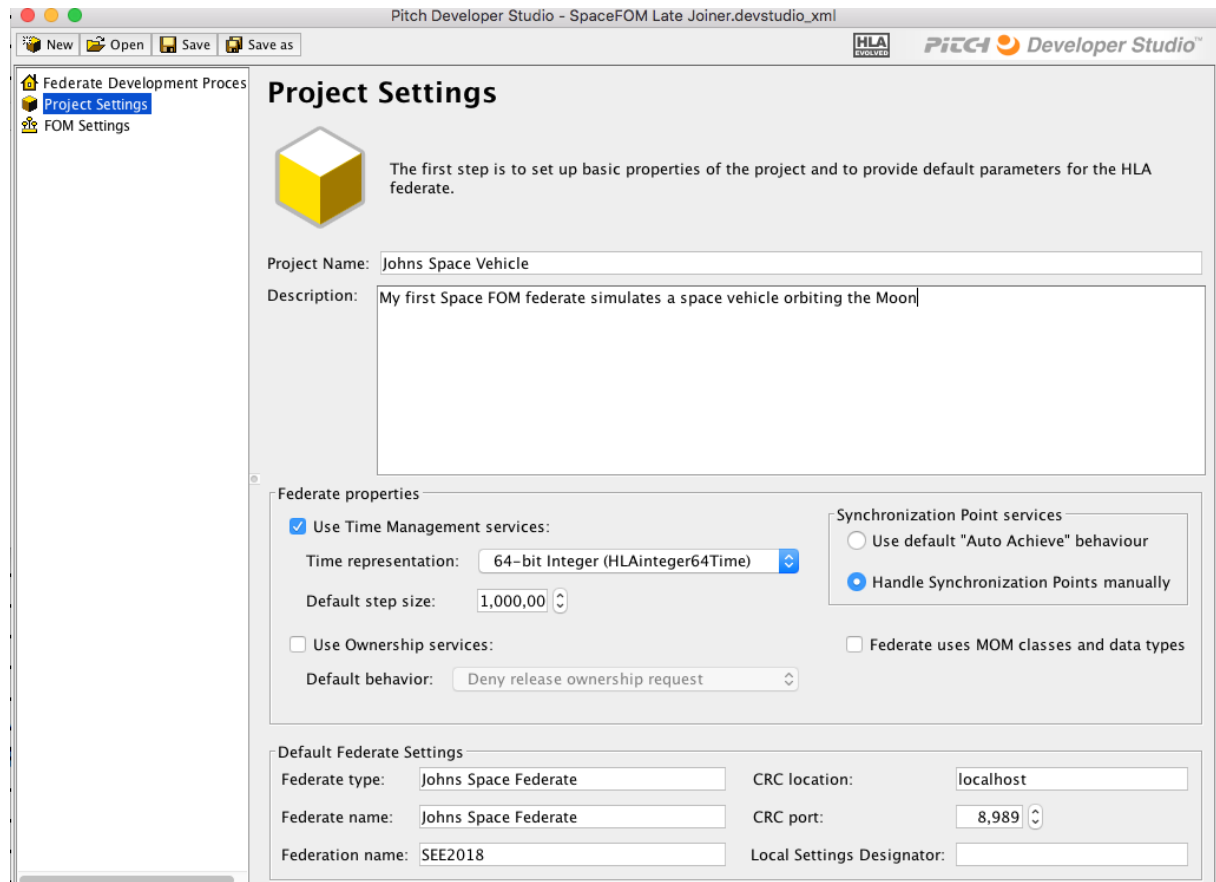 Pitch Developer Studio - SpaceFOM Late Joiner.devstudio_xml
New Open Save Save as
HLA EVOLVED
PITCH Developer Studio™
Federate Development Proces
Project Settings
FOM Settings
Project Settings
The first step is to set up basic properties of the project and to provide default parameters for the HLA
federate.
Project Name: Johns Space Vehicle
Description: My first Space FOM federate simulates a space vehicle orbiting the Moon
Federate properties
Use Time Management services:
Time representation: 64-bit Integer (HLAinteger64Time)
Default step size: 1,000,00
Use Ownership services:
Default behavior: Deny release ownership request
Synchronization Point services
Use default "Auto Achieve" behaviour
Handle Synchronization Points manually
Federate uses MOM classes and data types
Default Federate Settings
Federate type: Johns Space Federate CRC location: localhost
Federate name: Johns Space Federate CRC port: 8,989
Federation name: SEE2018 Local Settings Designator: